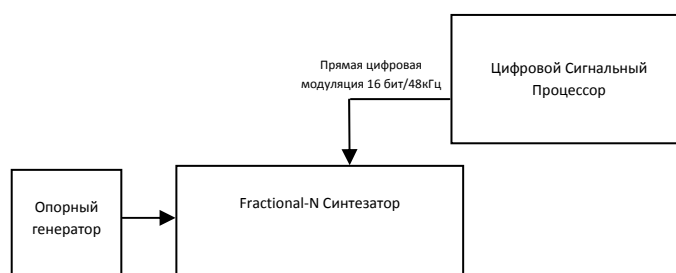 Прямая цифровая
модуляция 16 бит/48кГц
Цифровой Сигнальный
Процессор
Опорный
генератор
Fractional-N Синтезатор